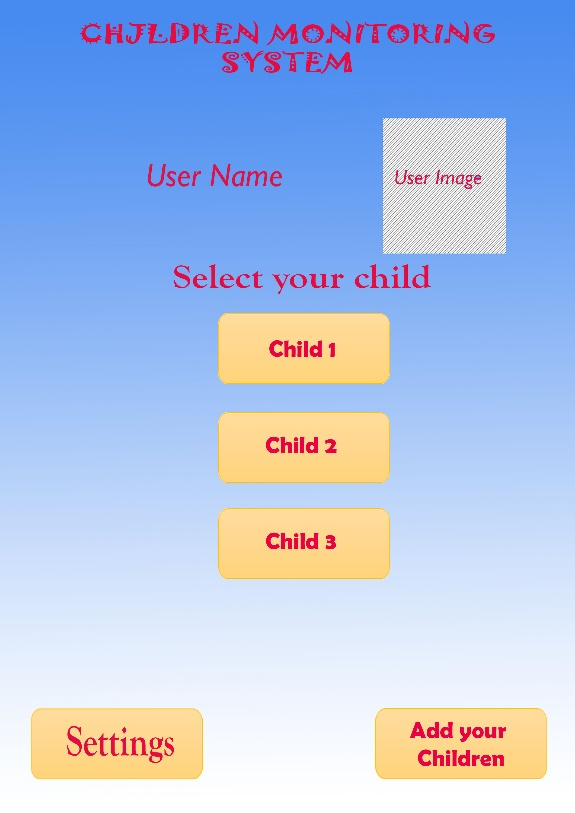 CHILDREN MONITORING
SYSTEM
User Name
User Image
Select your child
Child 1
Child 2
Child 3
Settings
Add your
Children